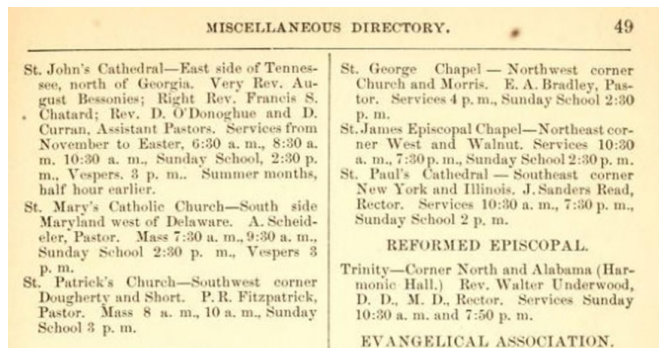 MISCELLANEOUS DIRECTORY. 49
St. John's Cathedral—East side of Tennes-
see, north of Georgia. Very Rev. Au-
gust Bessonies; Right Rev. Francis S.
Chatard; Rev. D. O'Donoghue and D.
Curran, Assistant Pastors. Services from
November to Easter, 6:30 a. m., 8:30 a.
m. 10:30 a. m., Sunday School, 2:30 p.
m., Vespers. 3 p. m.. Summer months,
half hour earlier.
St. Mary's Catholic Church—South side
Maryland west of Delaware. A. Scheid-
eler, Pastor. Mass 7:30 a. m., 9:30 a. m.,
Sunday School 2:30 p. m., Vespers 3
p. m.
St. Patrick's Church—Southwest corner
Dougherty and Short. P. R. Fitzpatrick,
Pastor. Mass 8 a. m., 10 a. m., Sunday
School 3 p. m.
St. George Chapel — Northwest corner
Church and Morris. E. A. Bradley, Pas-
tor. Services 4 p. m., Sunday School 2:30
p. m.
St. James Episcopal Chapel—Northeast cor-
ner West and Walnut. Services 10:30
a. m., 7:30 p. m., Sunday School 2:30 p. m.
St. Paul's Cathedral — Southeast corner
New York and Illinois. J. Sanders Read,
Rector. Services 10:30 a. m., 7:30 p. m.,
Sunday School 2 p. m.
REFORMED EPISCOPAL.
Trinity—Corner North and Alabama (Har-
monic Hall.) Rev. Walter Underwood,
D. D., M. D., Rector. Services Sunday
10:30 a. m. and 7:50 p. m.
EVANGELICAL ASSOCIATION.